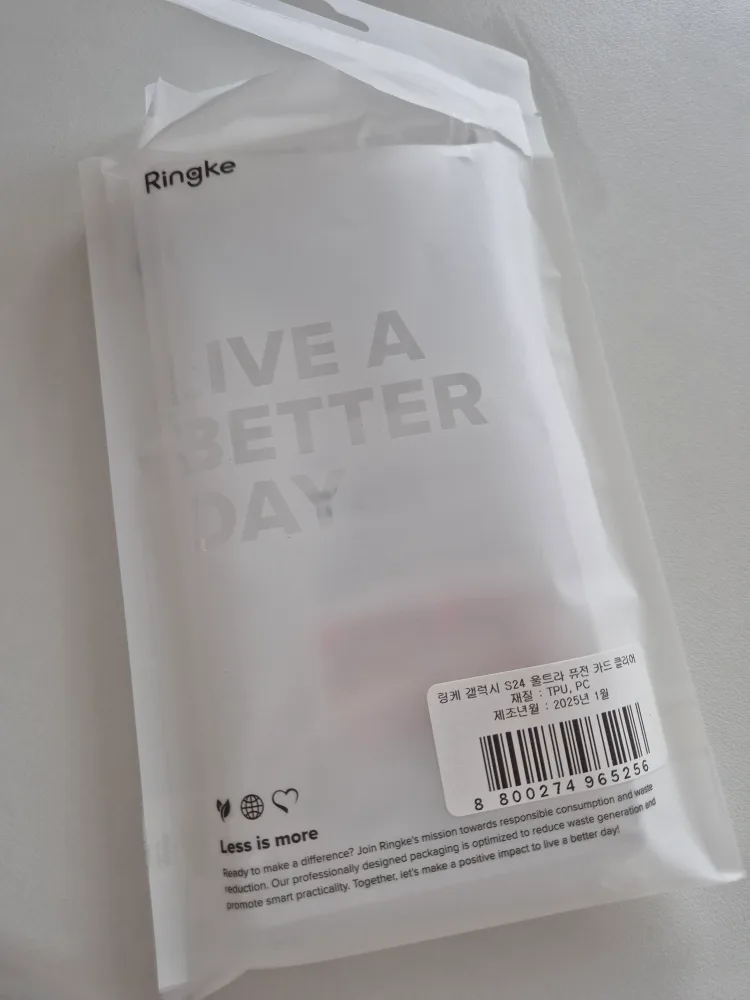 Ringke
LIVE A
BETTER
DAY
링케 갤럭시 S24 울트라 퓨전 카드 클리어
재질 : TPU, PC
제조년월 : 2025년 1월
8 800274 965256
Less is more
Ready to make a difference? Join Ringke's mission towards responsible consumption and waste
reduction. Our professionally designed packaging is optimized to reduce waste generation and
promote smart practicality. Together, let's make a positive impact to live a better day!